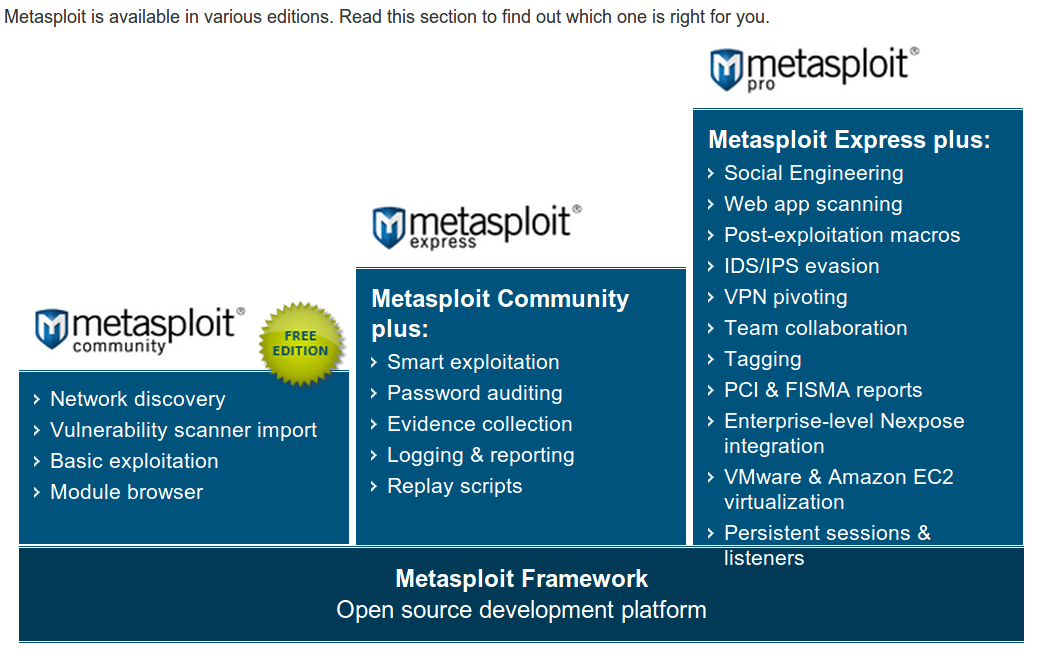 Metasploit is available in various editions. Read this section to find out which one is right for you.
metasploit®
community
FREE
EDITION
› Network discovery
› Vulnerability scanner import
› Basic exploitation
› Module browser
metasploit®
express
Metasploit Community
plus:
› Smart exploitation
› Password auditing
› Evidence collection
› Logging & reporting
› Replay scripts
metasploit®
pro
Metasploit Express plus:
› Social Engineering
› Web app scanning
› Post-exploitation macros
› IDS/IPS evasion
› VPN pivoting
› Team collaboration
› Tagging
› PCI & FISMA reports
› Enterprise-level Nexpose
integration
› VMware & Amazon EC2
virtualization
› Persistent sessions &
listeners
Metasploit Framework
Open source development platform